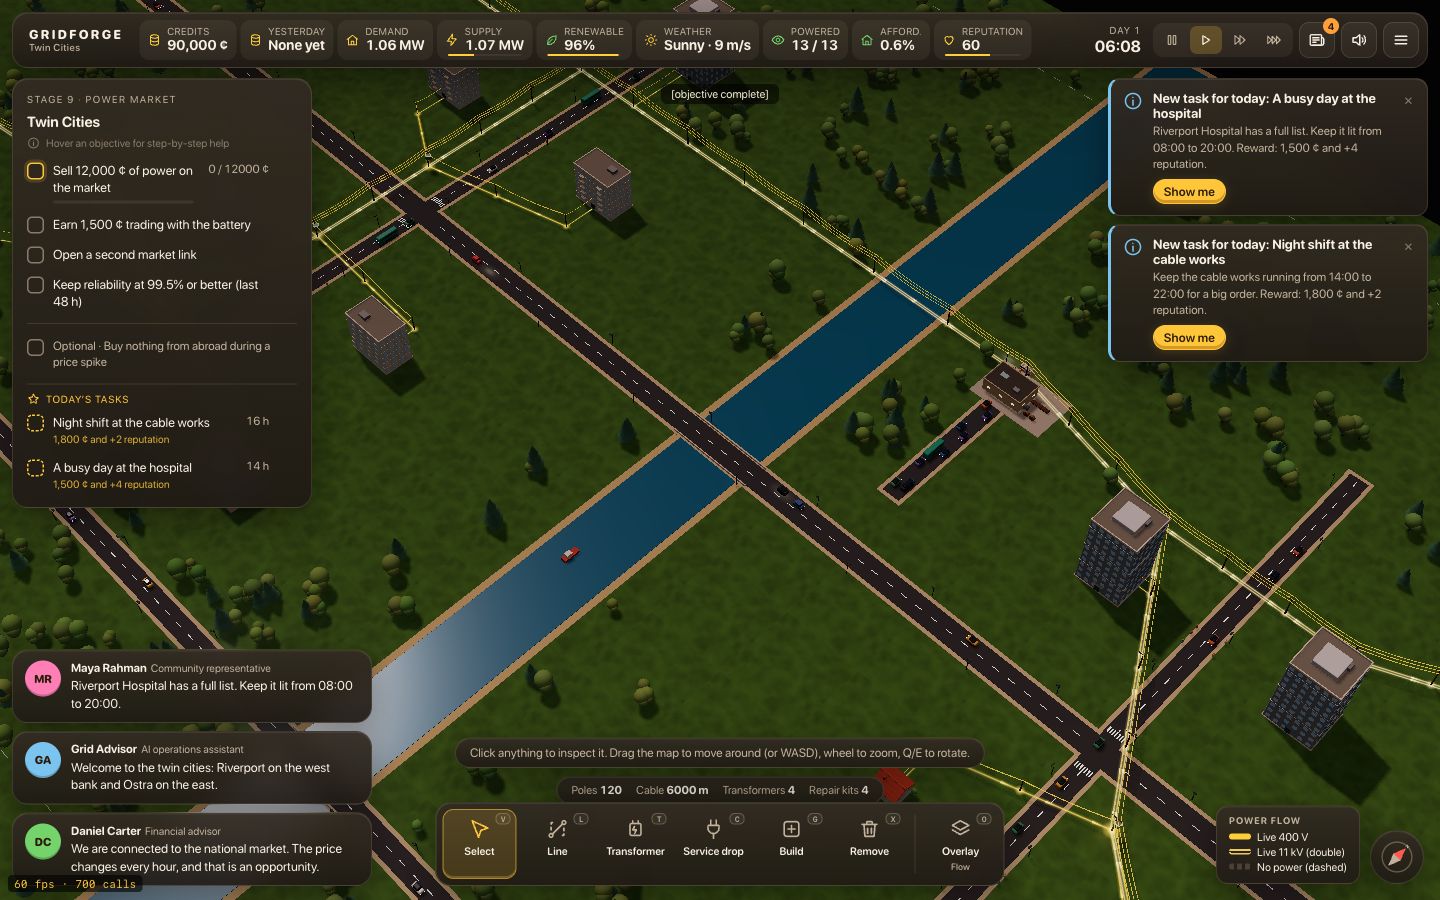 GRIDFORGE
Twin Cities
CREDITS
90,000 ¢
YESTERDAY
None yet
DEMAND
1.06 MW
SUPPLY
1.07 MW
RENEWABLE
96%
WEATHER
Sunny · 9 m/s
POWERED
13 / 13
AFFORD.
0.6%
REPUTATION
60
DAY 1
06:08
4
STAGE 9 · POWER MARKET
Twin Cities
Hover an objective for step-by-step help
Sell 12,000 ¢ of power on 0 / 12000 ¢
the market
Earn 1,500 ¢ trading with the battery
Open a second market link
Keep reliability at 99.5% or better (last
48 h)
Optional · Buy nothing from abroad during a
price spike
TODAY'S TASKS
Night shift at the cable works 16 h
1,800 ¢ and +2 reputation
A busy day at the hospital 14 h
1,500 ¢ and +4 reputation
[objective complete]
New task for today: A busy day at the ×
hospital
Riverport Hospital has a full list. Keep it lit from
08:00 to 20:00. Reward: 1,500 ¢ and +4
reputation.
Show me
New task for today: Night shift at the ×
cable works
Keep the cable works running from 14:00 to
22:00 for a big order. Reward: 1,800 ¢ and +2
reputation.
Show me
MR
Maya Rahman Community representative
Riverport Hospital has a full list. Keep it lit from 08:00
to 20:00.
GA
Grid Advisor AI operations assistant
Welcome to the twin cities: Riverport on the west
bank and Ostra on the east.
DC
Daniel Carter Financial advisor
We are connected to the national market. The price
changes every hour, and that is an opportunity.
60 fps · 700 calls
Click anything to inspect it. Drag the map to move around (or WASD), wheel to zoom, Q/E to rotate.
Poles 120 Cable 6000 m Transformers 4 Repair kits 4
V
Select
L
Line
T
Transformer
C
Service drop
G
Build
X
Remove
O
Overlay
Flow
POWER FLOW
Live 400 V
Live 11 kV (double)
No power (dashed)